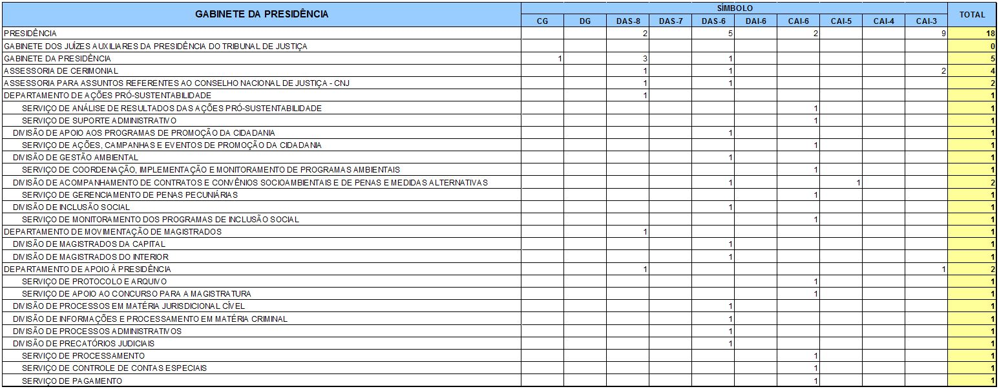 GABINETE DA PRESIDÊNCIA SÍMBOLO TOTAL
CG DG DAS-8 DAS-7 DAS-6 DAI-6 CAI-6 CAI-5 CAI-4 CAI-3
PRESIDÊNCIA 2 5 2 9 18
GABINETE DOS JUÍZES AUXILIARES DA PRESIDÊNCIA DO TRIBUNAL DE JUSTIÇA 0
GABINETE DA PRESIDÊNCIA 1 3 1 5
ASSESSORIA DE CERIMONIAL 1 1 2 4
ASSESSORIA PARA ASSUNTOS REFERENTES AO CONSELHO NACIONAL DE JUSTIÇA - CNJ 1 1 2
DEPARTAMENTO DE AÇÕES PRÓ-SUSTENTABILIDADE 1 1
SERVIÇO DE ANÁLISE DE RESULTADOS DAS AÇÕES PRÓ-SUSTENTABILIDADE 1 1
SERVIÇO DE SUPORTE ADMINISTRATIVO 1 1
DIVISÃO DE APOIO AOS PROGRAMAS DE PROMOÇÃO DA CIDADANIA 1 1
SERVIÇO DE AÇÕES, CAMPANHAS E EVENTOS DE PROMOÇÃO DA CIDADANIA 1 1
DIVISÃO DE GESTÃO AMBIENTAL 1 1
SERVIÇO DE COORDENAÇÃO, IMPLEMENTAÇÃO E MONITORAMENTO DE PROGRAMAS AMBIENTAIS 1 1
DIVISÃO DE ACOMPANHAMENTO DE CONTRATOS E CONVÊNIOS SOCIOAMBIENTAIS E DE PENAS E MEDIDAS ALTERNATIVAS 1 1 2
SERVIÇO DE GERENCIAMENTO DE PENAS PECUNIÁRIAS 1 1
DIVISÃO DE INCLUSÃO SOCIAL 1 1
SERVIÇO DE MONITORAMENTO DOS PROGRAMAS DE INCLUSÃO SOCIAL 1 1
DEPARTAMENTO DE MOVIMENTAÇÃO DE MAGISTRADOS 1 1
DIVISÃO DE MAGISTRADOS DA CAPITAL 1 1
DIVISÃO DE MAGISTRADOS DO INTERIOR 1 1
DEPARTAMENTO DE APOIO À PRESIDÊNCIA 1 1 2
SERVIÇO DE PROTOCOLO E ARQUIVO 1 1
SERVIÇO DE APOIO AO CONCURSO PARA A MAGISTRATURA 1 1
DIVISÃO DE PROCESSOS EM MATÉRIA JURISDICIONAL CÍVEL 1 1
DIVISÃO DE INFORMAÇÕES E PROCESSAMENTO EM MATÉRIA CRIMINAL 1 1
DIVISÃO DE PROCESSOS ADMINISTRATIVOS 1 1
DIVISÃO DE PRECATÓRIOS JUDICIAIS 1 1
SERVIÇO DE PROCESSAMENTO 1 1
SERVIÇO DE CONTROLE DE CONTAS ESPECIAIS 1 1
SERVIÇO DE PAGAMENTO 1 1